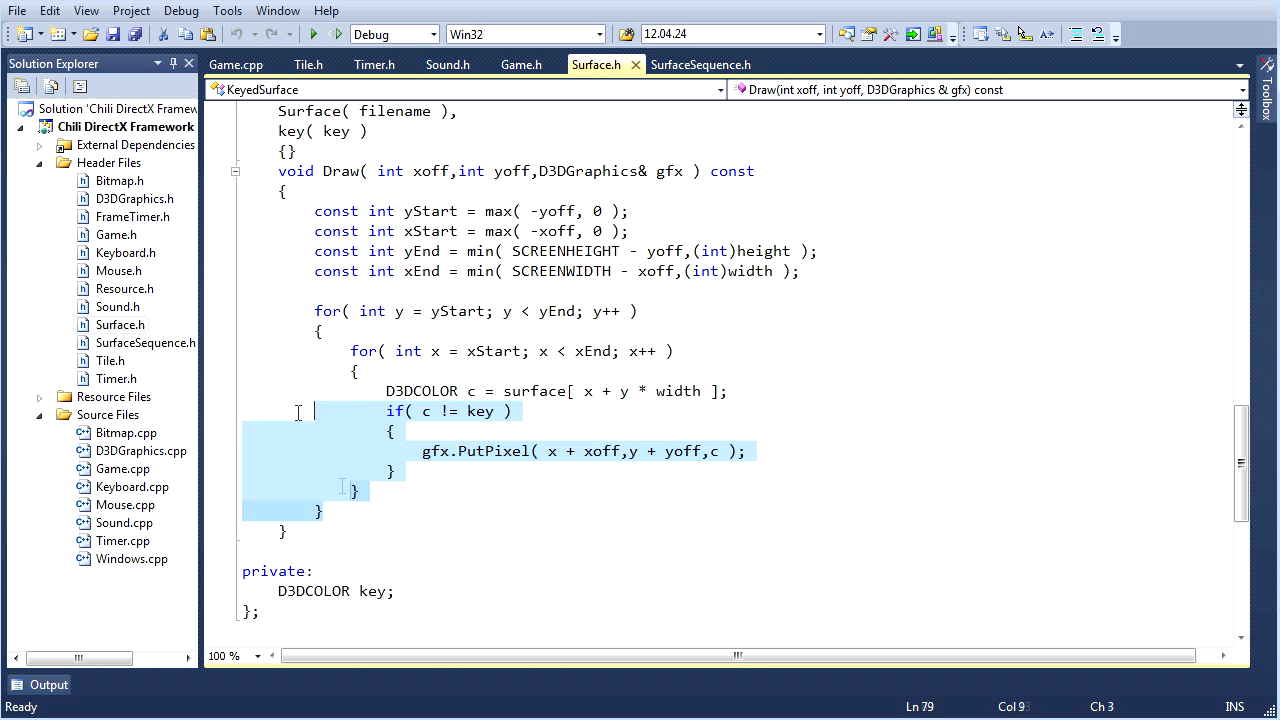 File Edit View Project Debug Tools Window Help
Debug Win32 12.04.24
Solution Explorer
Game.cpp Tile.h Timer.h Sound.h Game.h Surface.h SurfaceSequence.h
KeyedSurface Draw(int xoff, int yoff, D3DGraphics & gfx) const
Toolbox
Solution 'Chili DirectX Framew
Chili DirectX Framework
External Dependencies
Header Files
Bitmap.h
D3DGraphics.h
FrameTimer.h
Game.h
Keyboard.h
Mouse.h
Resource.h
Sound.h
Surface.h
SurfaceSequence.h
Tile.h
Timer.h
Resource Files
Source Files
Bitmap.cpp
D3DGraphics.cpp
Game.cpp
Keyboard.cpp
Mouse.cpp
Sound.cpp
Timer.cpp
Windows.cpp
Surface( filename ),
key( key )
{}
void Draw( int xoff,int yoff,D3DGraphics& gfx ) const
{
const int yStart = max( -yoff, 0 );
const int xStart = max( -xoff, 0 );
const int yEnd = min( SCREENHEIGHT - yoff,(int)height );
const int xEnd = min( SCREENWIDTH - xoff,(int)width );
for( int y = yStart; y < yEnd; y++ )
{
for( int x = xStart; x < xEnd; x++ )
{
D3DCOLOR c = surface[ x + y * width ];
if( c != key )
{
gfx.PutPixel( x + xoff,y + yoff,c );
}
}
}
}
private:
D3DCOLOR key;
};
100 %
Output
Ready Ln 79 Col 9 Ch 3 INS